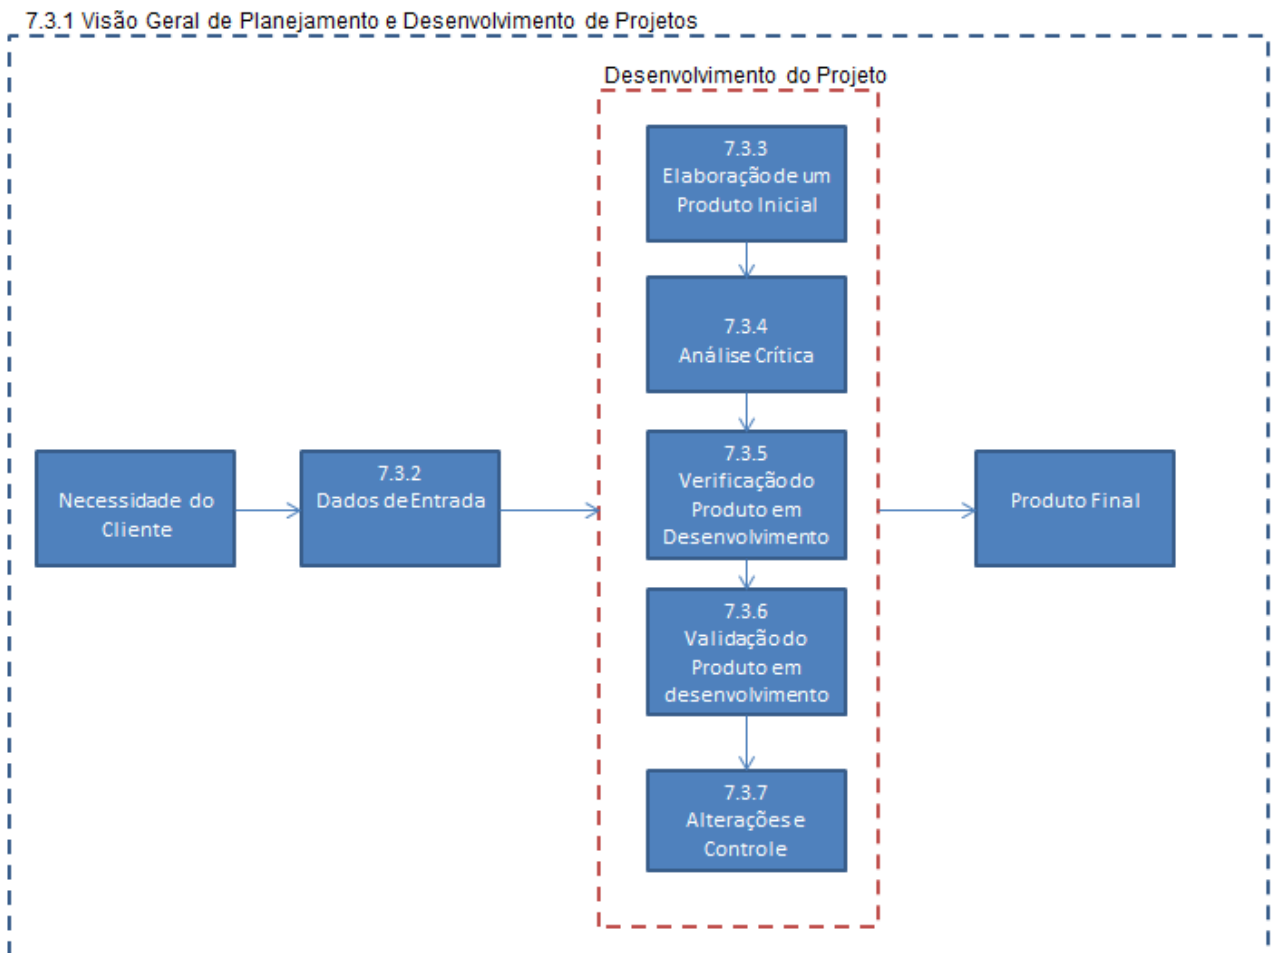 7.3.1 Visão Geral de Planejamento e Desenvolvimento de Projetos
Desenvolvimento do Projeto
7.3.3
Elaboração de um
Produto Inicial
7.3.4
Análise Crítica
Necessidade do
Cliente
7.3.2
Dados de Entrada
7.3.5
Verificação do
Produto em
Desenvolvimento
Produto Final
7.3.6
Validação do
Produto em
desenvolvimento
7.3.7
Alterações e
Controle